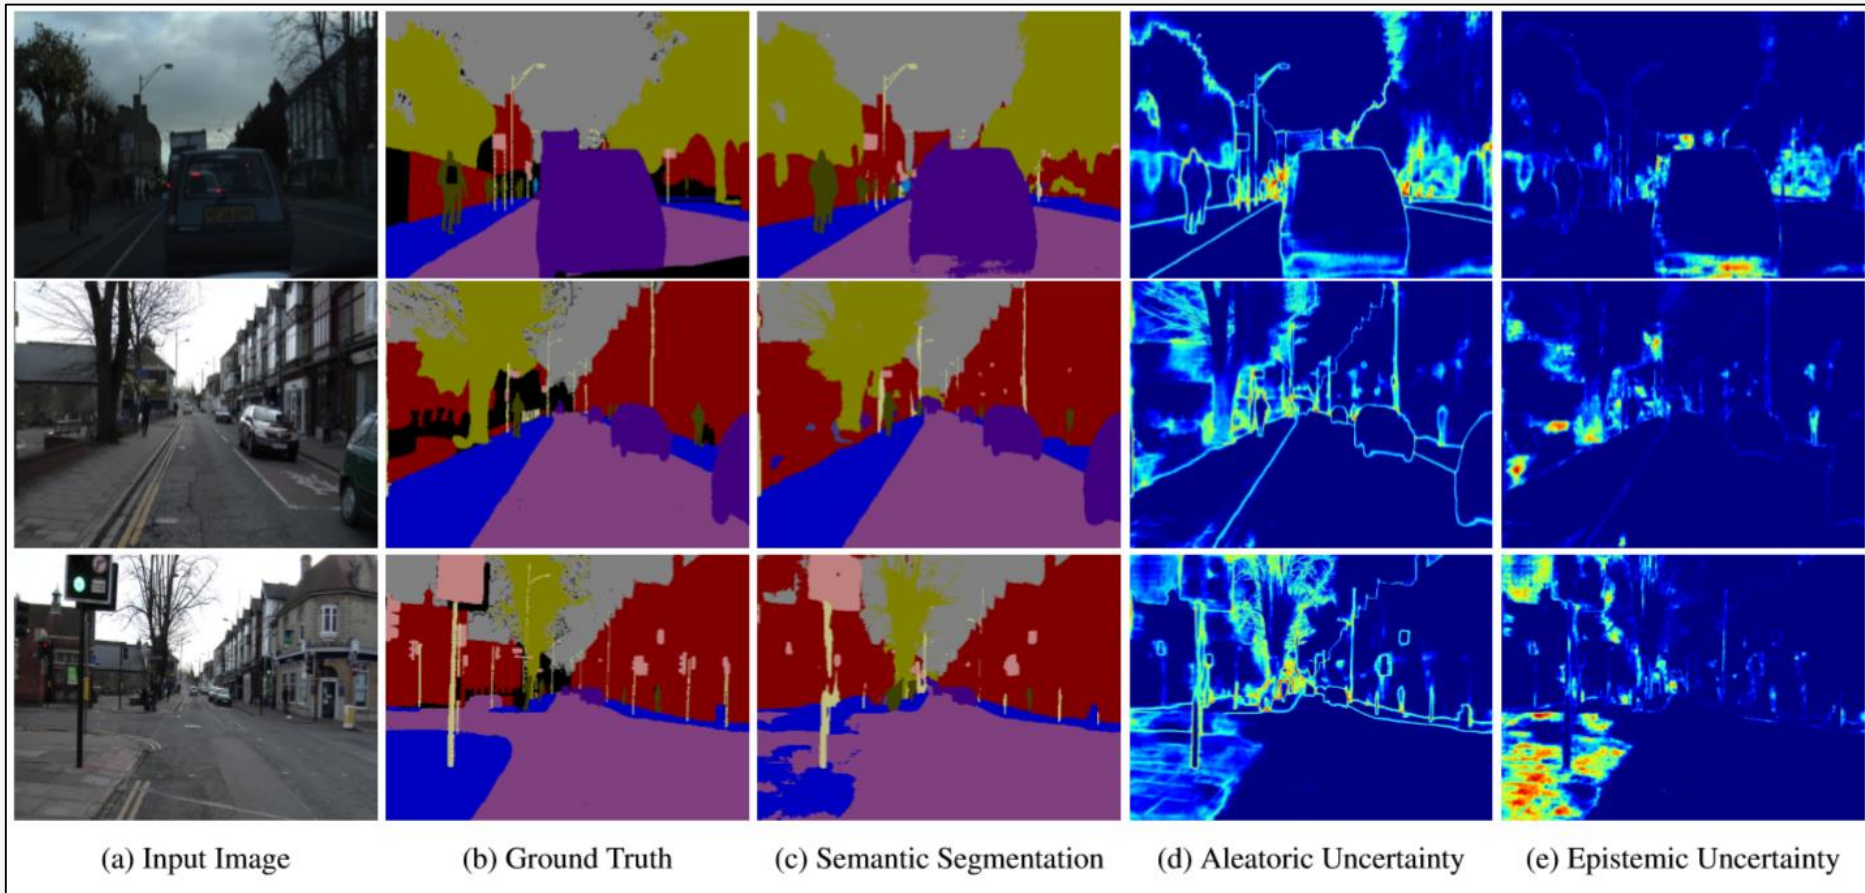 (a) Input Image
(b) Ground Truth
(c) Semantic Segmentation
(d) Aleatoric Uncertainty
(e) Epistemic Uncertainty